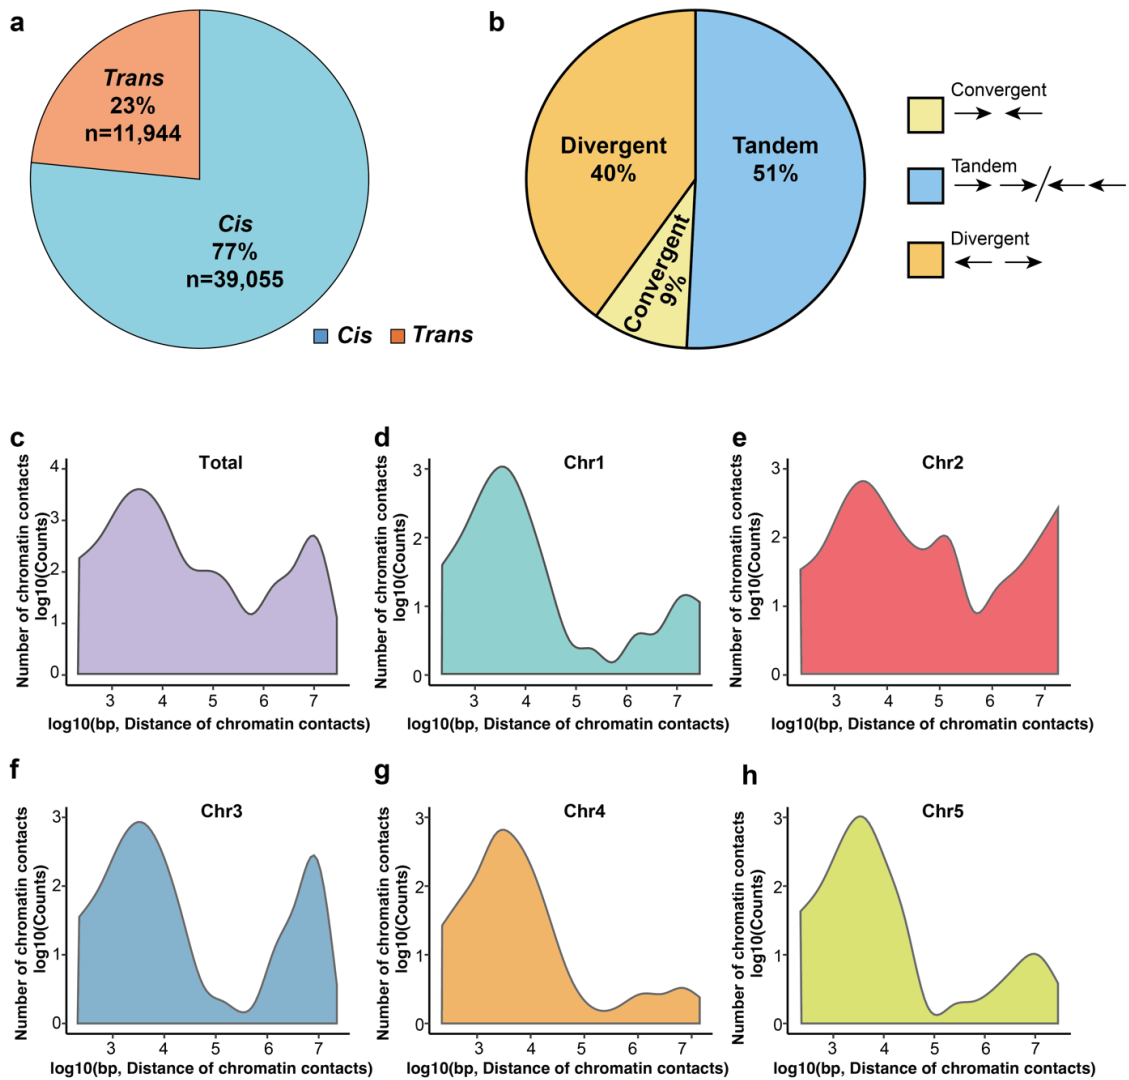 a
Trans
23%
n=11,944
Cis
77%
n=39,055
Cis
Trans
b
Divergent
40%
Tandem
51%
Convergent
9%
Convergent
Tandem
Divergent
c
Total
Number of chromatin contacts
log10(Counts)
4
3
2
1
0
3
4
5
6
7
log10(bp, Distance of chromatin contacts)
d
Chr1
Number of chromatin contacts
log10(Counts)
3
2
1
0
3
4
5
6
7
log10(bp, Distance of chromatin contacts)
e
Chr2
Number of chromatin contacts
log10(Counts)
3
2
1
0
3
4
5
6
7
log10(bp, Distance of chromatin contacts)
f
Chr3
Number of chromatin contacts
log10(Counts)
3
2
1
0
3
4
5
6
7
log10(bp, Distance of chromatin contacts)
g
Chr4
Number of chromatin contacts
log10(Counts)
3
2
1
0
3
4
5
6
7
log10(bp, Distance of chromatin contacts)
h
Chr5
Number of chromatin contacts
log10(Counts)
3
2
1
0
3
4
5
6
7
log10(bp, Distance of chromatin contacts)